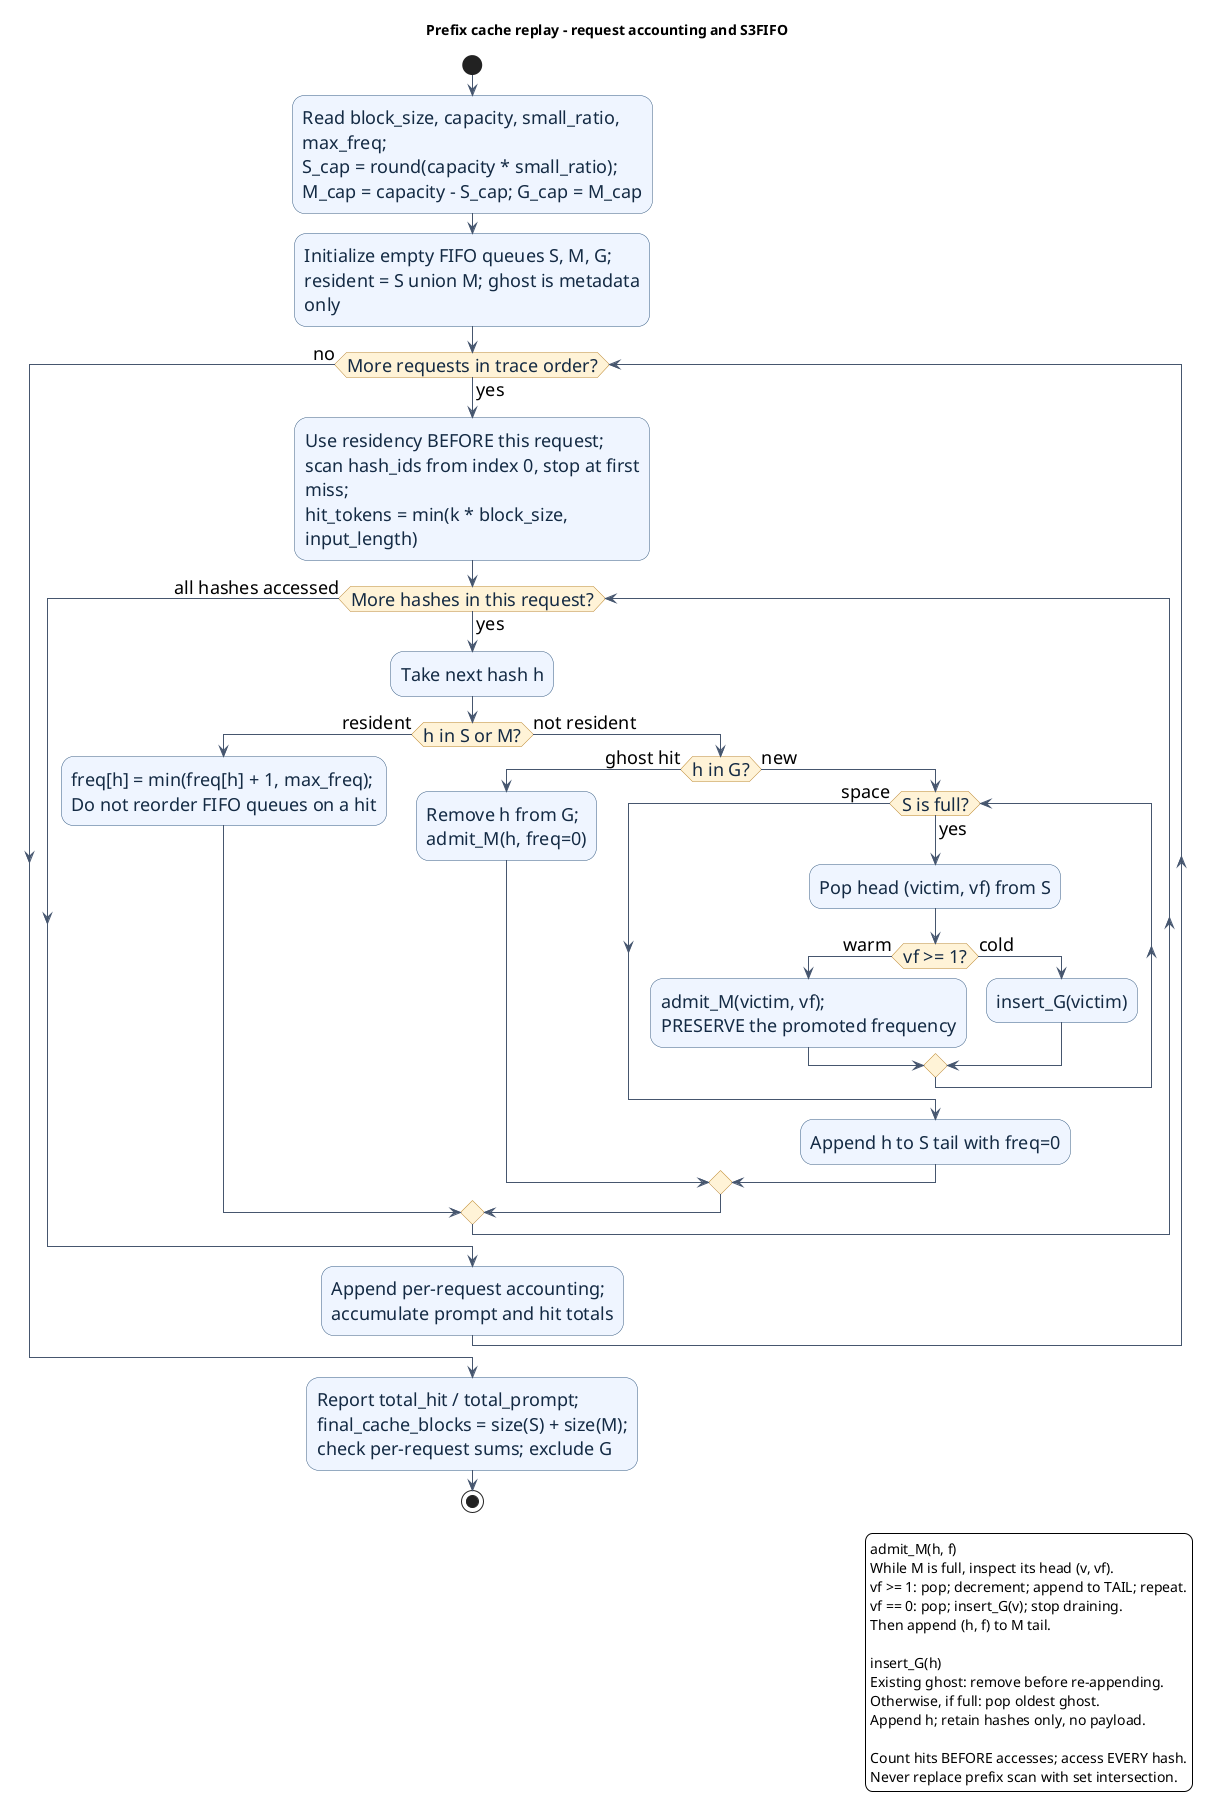 Prefix cache replay - request accounting and S3FIFO
Read block_size, capacity, small_ratio,
max_freq;
S_cap = round(capacity * small_ratio);
M_cap = capacity - S_cap; G_cap = M_cap
Initialize empty FIFO queues S, M, G;
resident = S union M; ghost is metadata
only
no
More requests in trace order?
yes
Use residency BEFORE this request;
scan hash_ids from index 0, stop at first
miss;
hit_tokens = min(k * block_size,
input_length)
all hashes accessed
More hashes in this request?
yes
Take next hash h
resident
h in S or M?
not resident
freq[h] = min(freq[h] + 1, max_freq);
Do not reorder FIFO queues on a hit
ghost hit
h in G?
new
Remove h from G;
admit_M(h, freq=0)
space
S is full?
yes
Pop head (victim, vf) from S
warm
vf >= 1?
cold
admit_M(victim, vf);
PRESERVE the promoted frequency
insert_G(victim)
Append h to S tail with freq=0
Append per-request accounting;
accumulate prompt and hit totals
Report total_hit / total_prompt;
final_cache_blocks = size(S) + size(M);
check per-request sums; exclude G
admit_M(h, f)
While M is full, inspect its head (v, vf).
vf >= 1: pop; decrement; append to TAIL; repeat.
vf == 0: pop; insert_G(v); stop draining.
Then append (h, f) to M tail.
insert_G(h)
Existing ghost: remove before re-appending.
Otherwise, if full: pop oldest ghost.
Append h; retain hashes only, no payload.
Count hits BEFORE accesses; access EVERY hash.
Never replace prefix scan with set intersection.